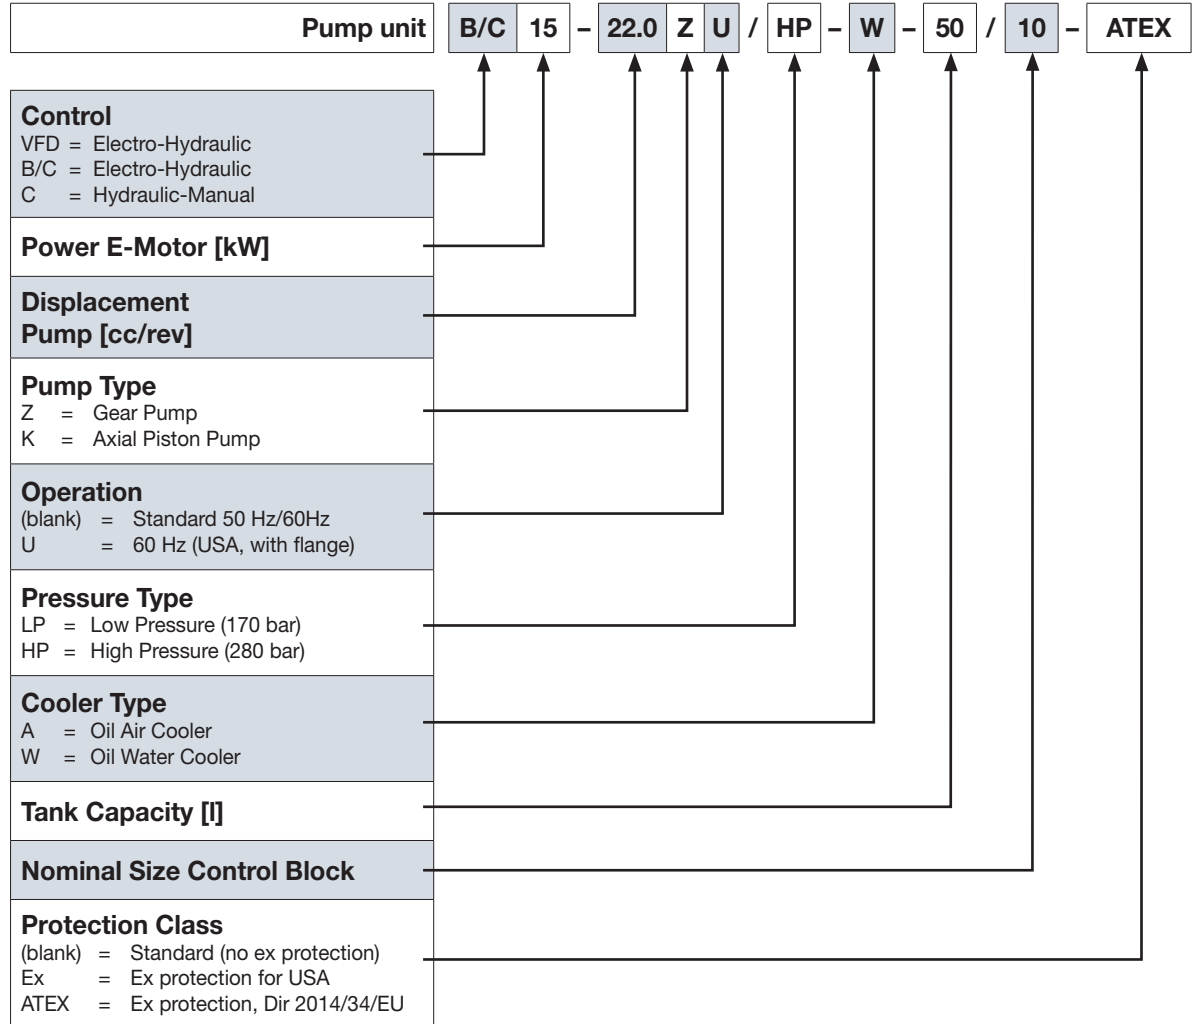 Pump unit B/C 15 – 22.0 Z U / HP – W – 50 / 10 – ATEX
Control
VFD = Electro-Hydraulic
B/C = Electro-Hydraulic
C = Hydraulic-Manual
Power E-Motor [kW]
Displacement
Pump [cc/rev]
Pump Type
Z = Gear Pump
K = Axial Piston Pump
Operation
(blank) = Standard 50 Hz/60Hz
U = 60 Hz (USA, with flange)
Pressure Type
LP = Low Pressure (170 bar)
HP = High Pressure (280 bar)
Cooler Type
A = Oil Air Cooler
W = Oil Water Cooler
Tank Capacity [l]
Nominal Size Control Block
Protection Class
(blank) = Standard (no ex protection)
Ex = Ex protection for USA
ATEX = Ex protection, Dir 2014/34/EU